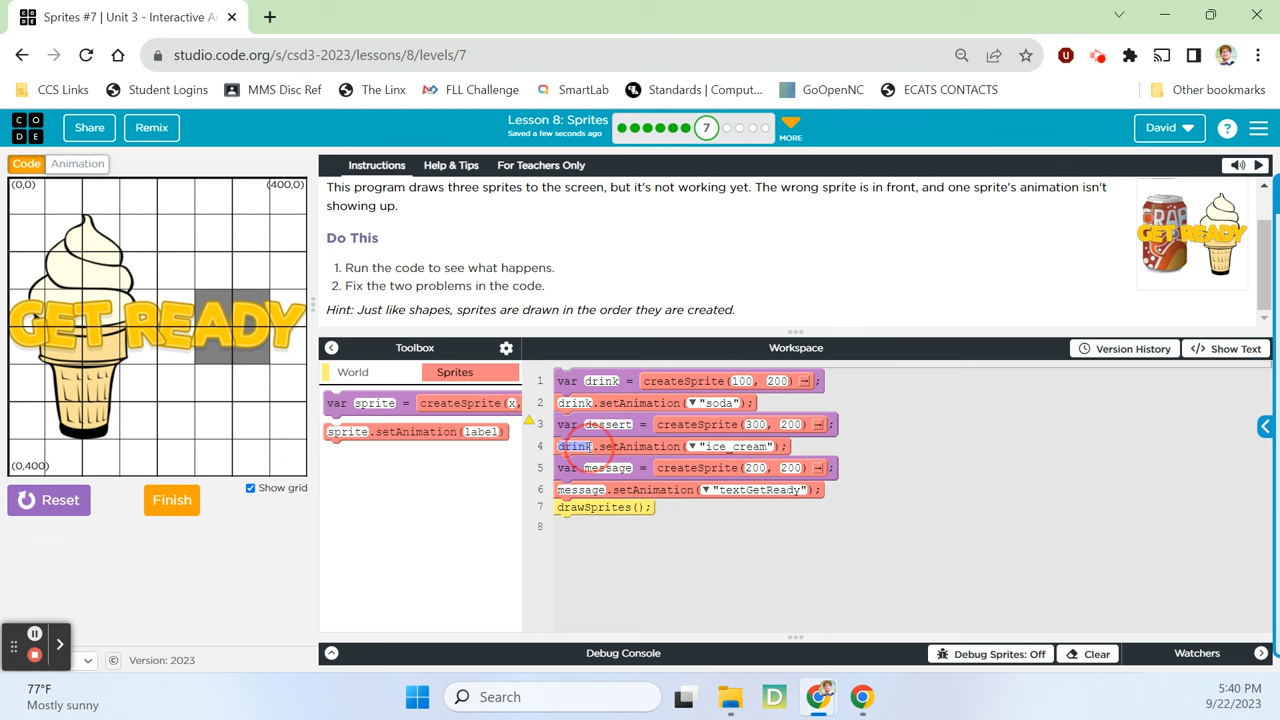 Sprites #7 | Unit 3 - Interactive Ar
studio.code.org/s/csd3-2023/lessons/8/levels/7
CCS Links
Student Logins
MMS Disc Ref
The Linx
FLL Challenge
SmartLab
Standards | Comput...
GoOpenNC
ECATS CONTACTS
Other bookmarks
CO
DE
Share
Remix
Lesson 8: Sprites
Saved a few seconds ago
7
MORE
David
?
Code
Animation
Instructions
Help & Tips
For Teachers Only
(0,0)
(400,0)
GET READY
(0,400)
This program draws three sprites to the screen, but it's not working yet. The wrong sprite is in front, and one sprite's animation isn't
showing up.
Do This
1. Run the code to see what happens.
2. Fix the two problems in the code.
Hint: Just like shapes, sprites are drawn in the order they are created.
CRAF
GET READY
Toolbox
Workspace
Version History
</> Show Text
World
Sprites
var sprite = createSprite(x,
sprite.setAnimation(label)
1 var drink = createSprite(100, 200);
2 drink.setAnimation("soda");
3 var dessert = createSprite(300, 200);
4 drink.setAnimation("ice_cream");
5 var message = createSprite(200, 200);
6 message.setAnimation("textGetReady");
7 drawSprites();
8
Reset
Finish
Show grid
Debug Console
Debug Sprites: Off
Clear
Watchers
© Version: 2023
77°F
Mostly sunny
Search
D
5:40 PM
9/22/2023